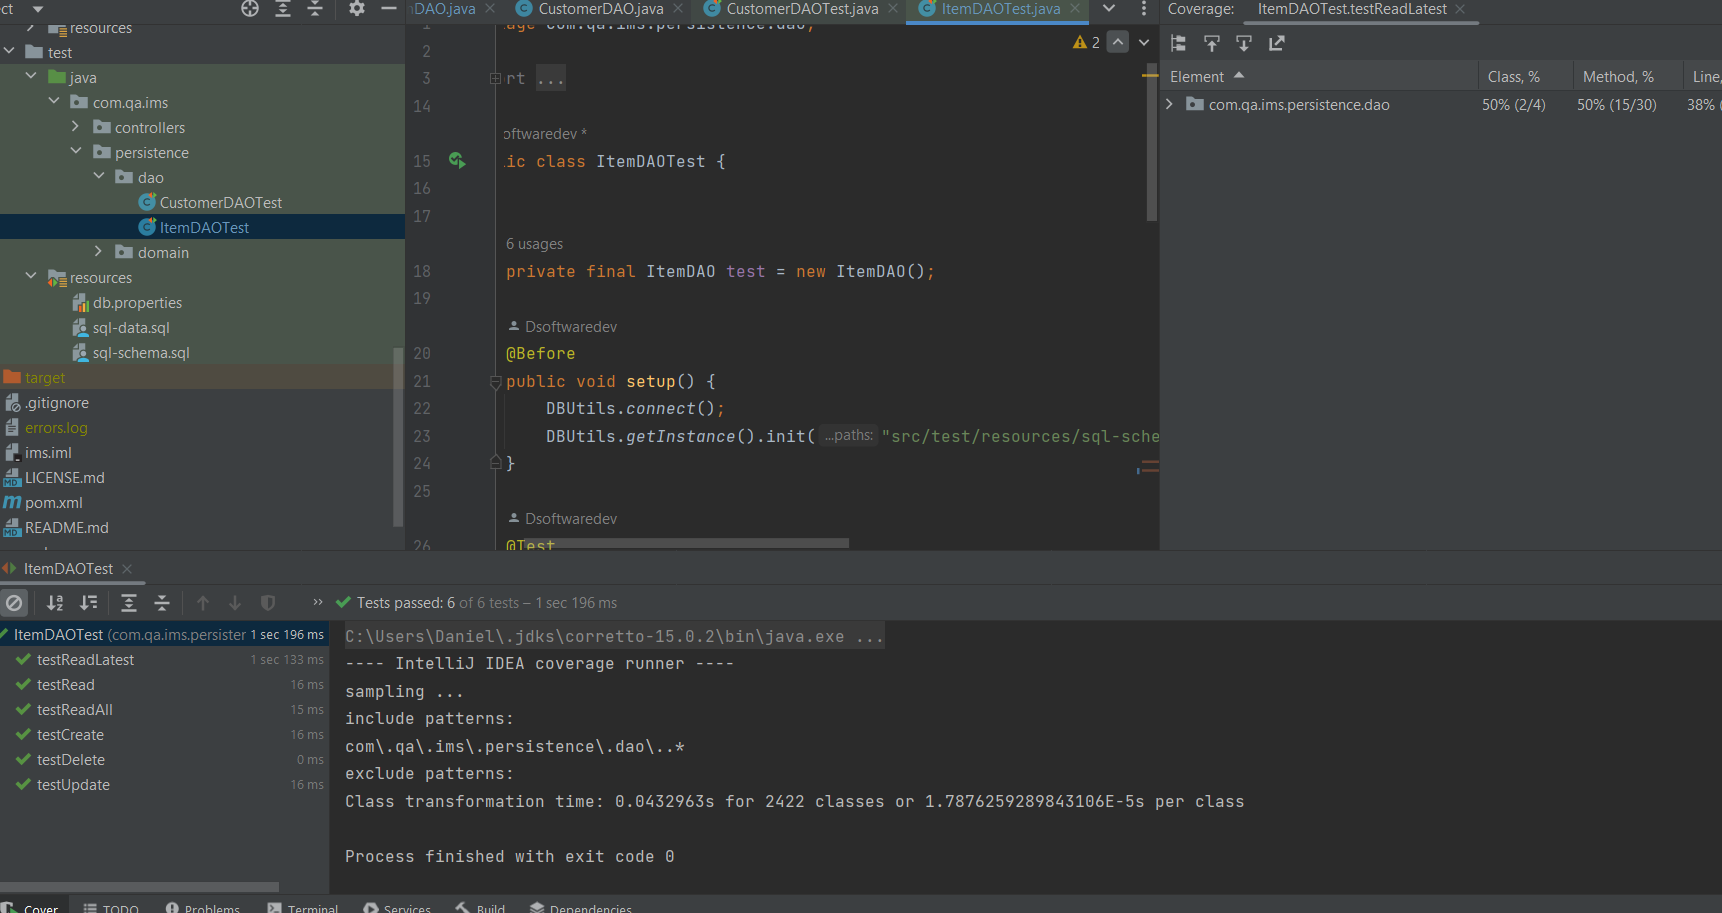 ct
resources
test
java
com.qa.ims
controllers
persistence
dao
CustomerDAOTest
ItemDAOTest
domain
resources
db.properties
sql-data.sql
sql-schema.sql
target
.gitignore
errors.log
ims.iml
LICENSE.md
pom.xml
README.md
DAO.java
CustomerDAO.java
CustomerDAOTest.java
ItemDAOTest.java
1 age com.qa.ims.persistence.dao;
2
2
3 rt ...
14
oftwaredev *
15 ic class ItemDAOTest {
16
17
6 usages
18 private final ItemDAO test = new ItemDAO();
19
Dsoftwaredev
20 @Before
21 public void setup() {
22 DBUtils.connect();
23 DBUtils.getInstance().init( ...paths: "src/test/resources/sql-sche
24 }
25
Dsoftwaredev
26 @Test
Coverage: ItemDAOTest.testReadLatest
Element Class, % Method, % Line,
com.qa.ims.persistence.dao 50% (2/4) 50% (15/30) 38% (
ItemDAOTest
Tests passed: 6 of 6 tests – 1 sec 196 ms
ItemDAOTest (com.qa.ims.persister 1 sec 196 ms
testReadLatest 1 sec 133 ms
testRead 16 ms
testReadAll 15 ms
testCreate 16 ms
testDelete 0 ms
testUpdate 16 ms
C:\Users\Daniel\.jdks\corretto-15.0.2\bin\java.exe ...
---- IntelliJ IDEA coverage runner ----
sampling ...
include patterns:
com\.qa\.ims\.persistence\.dao\..*
exclude patterns:
Class transformation time: 0.0432963s for 2422 classes or 1.7876259289843106E-5s per class
Process finished with exit code 0
Cover TODO Problems Terminal Services Build Dependencies